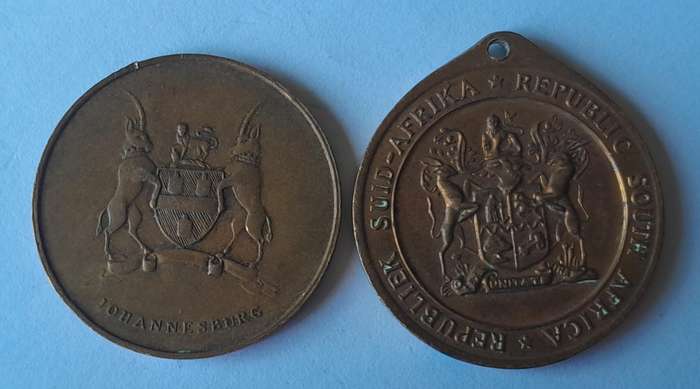 JOHANNESBURG
REPUBLIEK SUID-AFRIKA ★ REPUBLIC SOUTH AFRICA ★